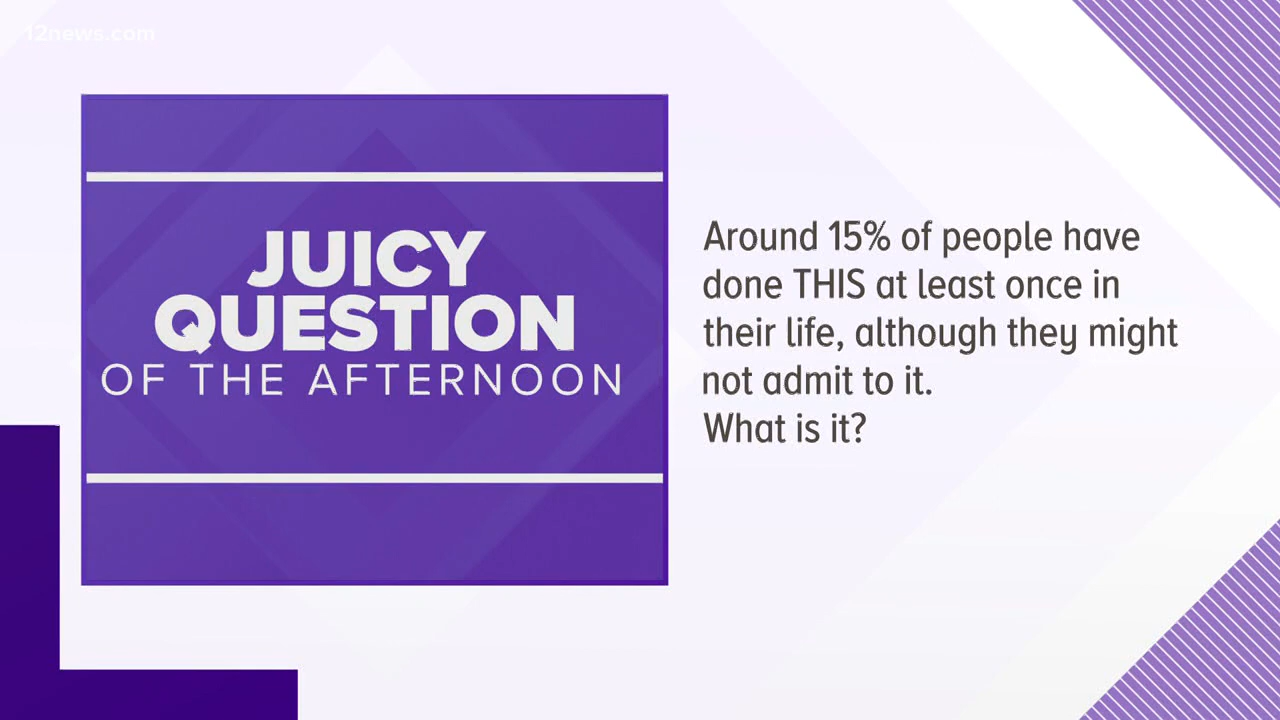 12news.com
JUICY
QUESTION
OF THE AFTERNOON
Around 15% of people have
done THIS at least once in
their life, although they might
not admit to it.
What is it?